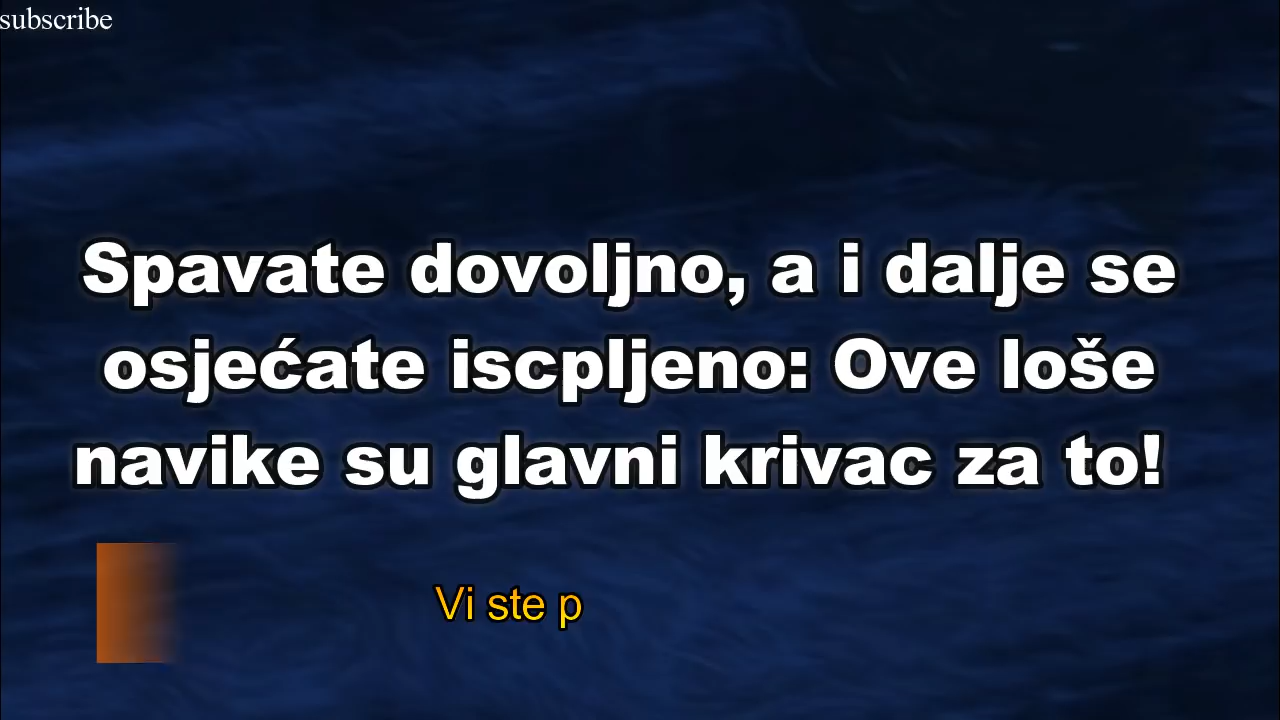 subscribe
Spavate dovoljno, a i dalje se
osjećate iscpljeno: Ove loše
navike su glavni krivac za to!
Vi ste p